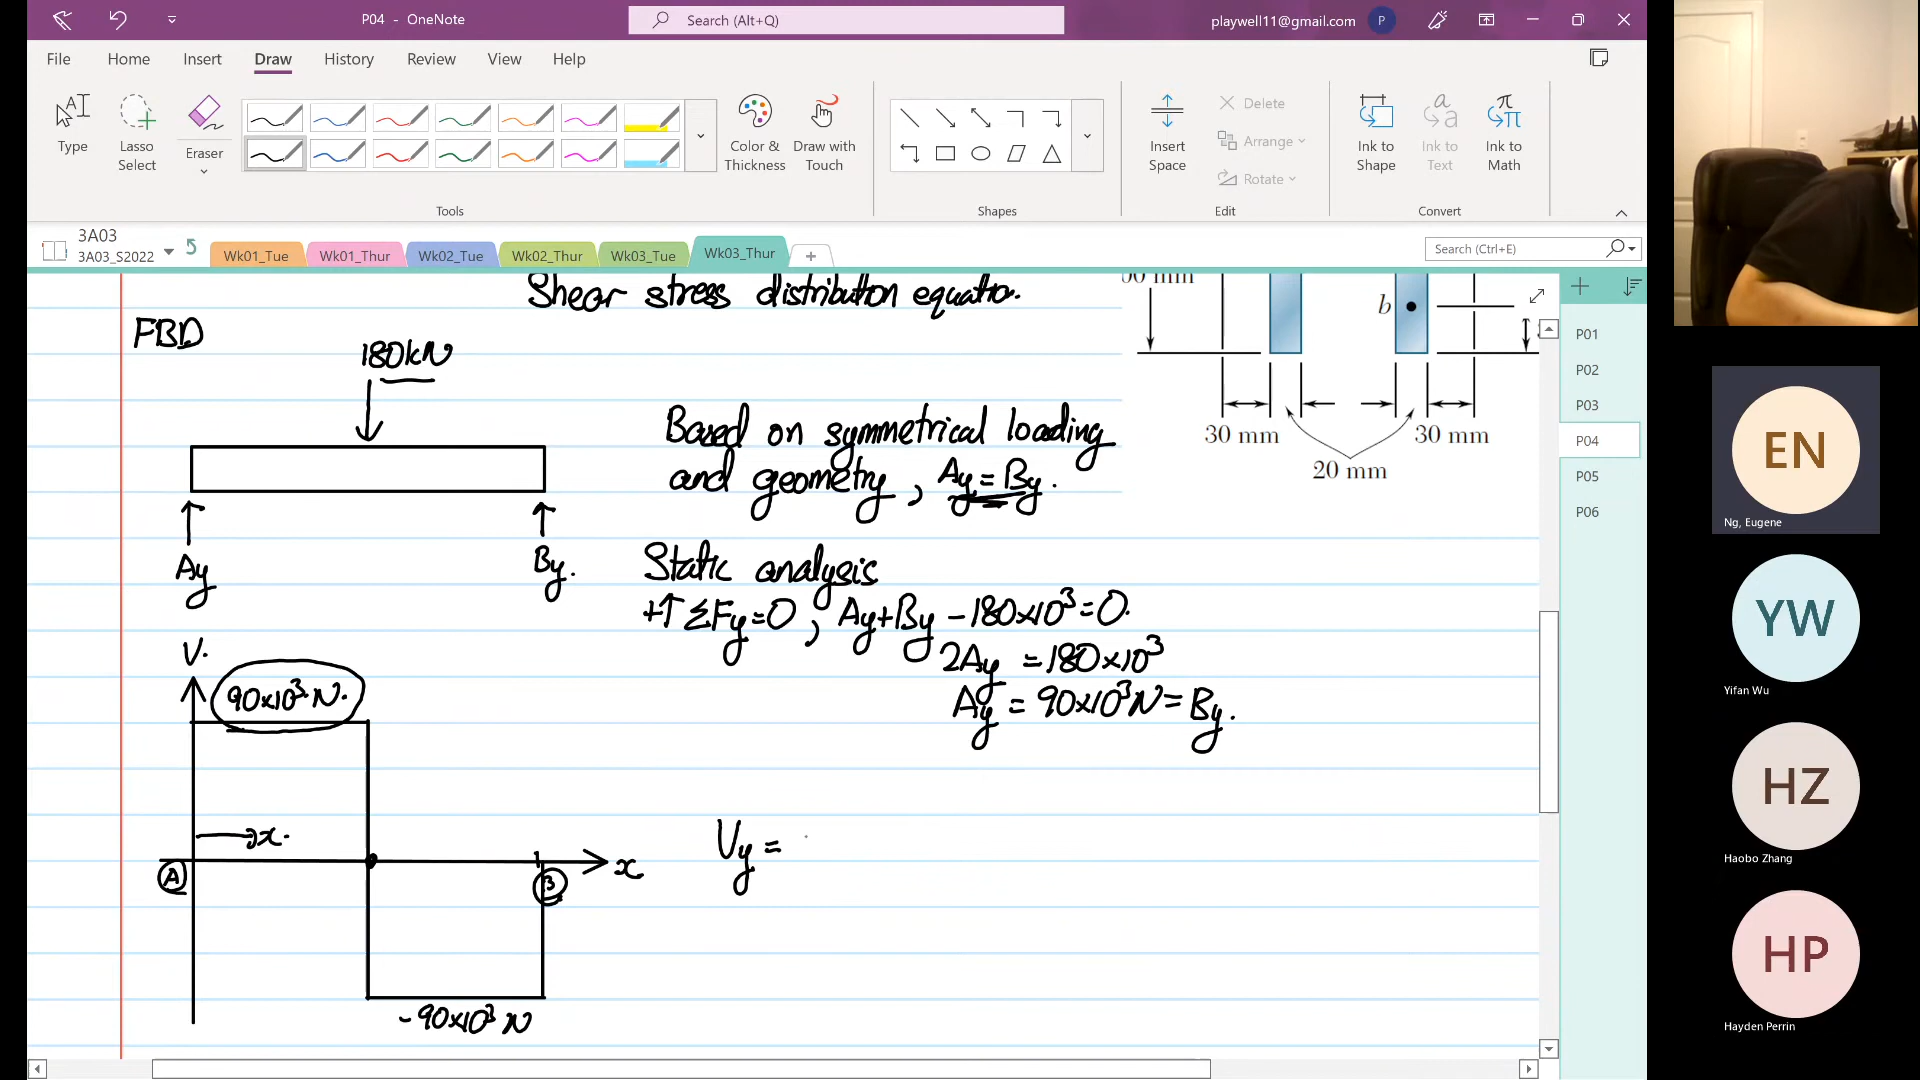 P04 - OneNote
Search (Alt+Q)
playwell11@gmail.com
P
File Home Insert Draw History Review View Help
Type
Lasso Select
Eraser
Color & Thickness
Draw with Touch
Insert Space
Delete
Arrange
Rotate
Ink to Shape
Ink to Text
Ink to Math
Tools
Shapes
Edit
Convert
3A03
3A03_S2022
Wk01_Tue
Wk01_Thur
Wk02_Tue
Wk02_Thur
Wk03_Tue
Wk03_Thur
Search (Ctrl+E)
P01
P02
P03
P04
P05
P06
Shear stress distribution equation.
FBD
180kN
Ay
By.
Based on symmetrical loading
and geometry, Ay = By.
Static analysis
+↑ ΣFy=0, Ay+By -180×10³=0.
2Ay =180×10³
Ay = 90×10³N = By.
V.
90×10³ N.
x.
A
B
x
-90×10³ N
Vy =
b
30 mm
30 mm
20 mm
EN
Ng, Eugene
YW
Yifan Wu
HZ
Haobo Zhang
HP
Hayden Perrin